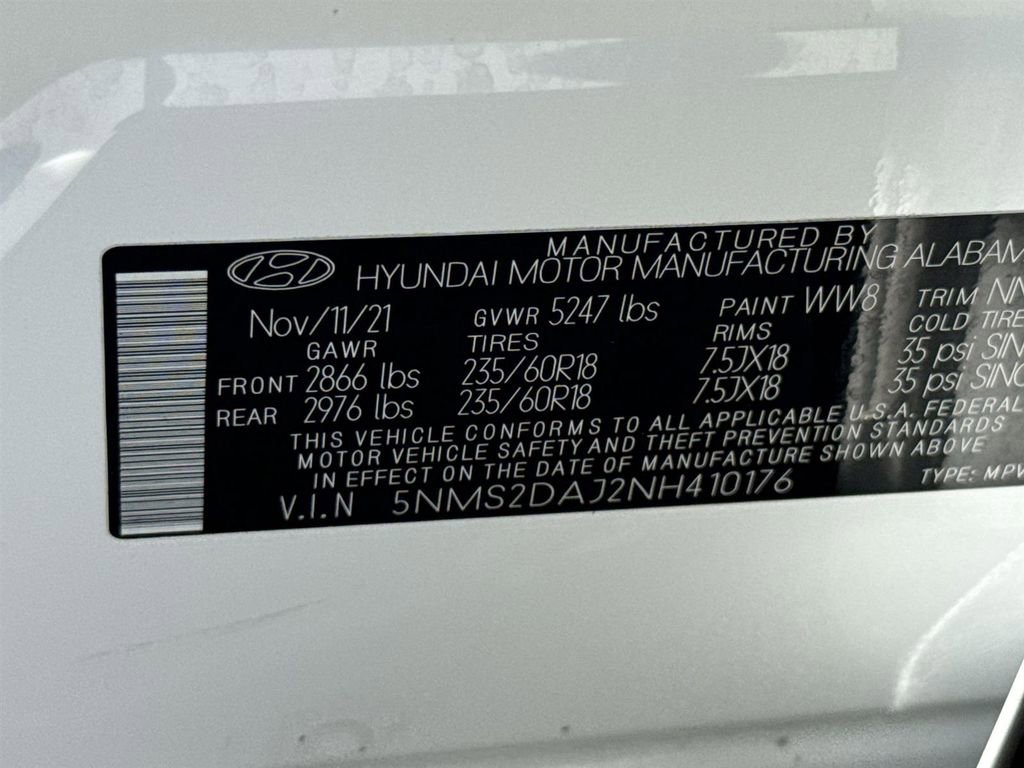 MANUFACTURED BY
HYUNDAI MOTOR MANUFACTURING ALABAM
Nov/11/21 GVWR 5247 lbs PAINT WW8 TRIM NN
GAWR TIRES RIMS COLD TIRE
FRONT 2866 lbs 235/60R18 7.5JX18 35 psi SIN
REAR 2976 lbs 235/60R18 7.5JX18 35 psi SING
THIS VEHICLE CONFORMS TO ALL APPLICABLE U.S.A. FEDERAL
MOTOR VEHICLE SAFETY AND THEFT PREVENTION STANDARDS
IN EFFECT ON THE DATE OF MANUFACTURE SHOWN ABOVE
V.I.N 5NMS2DAJ2NH410176 TYPE: MPV